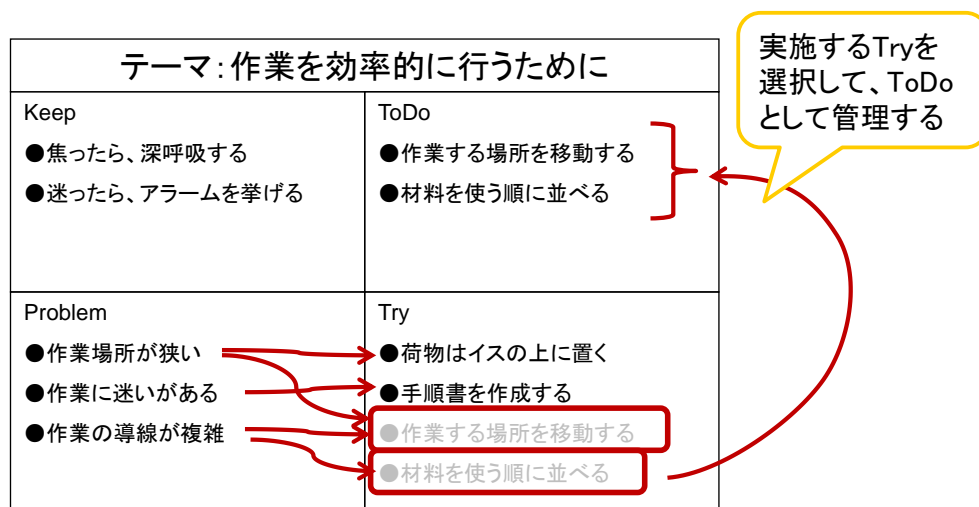 テーマ：作業を効率的に行うために
実施するTryを
選択して、ToDo
として管理する
Keep
●焦ったら、深呼吸する
●迷ったら、アラームを挙げる
ToDo
●作業する場所を移動する
●材料を使う順に並べる
Problem
●作業場所が狭い
●作業に迷いがある
●作業の導線が複雑
Try
●荷物はイスの上に置く
●手順書を作成する
●作業する場所を移動する
●材料を使う順に並べる